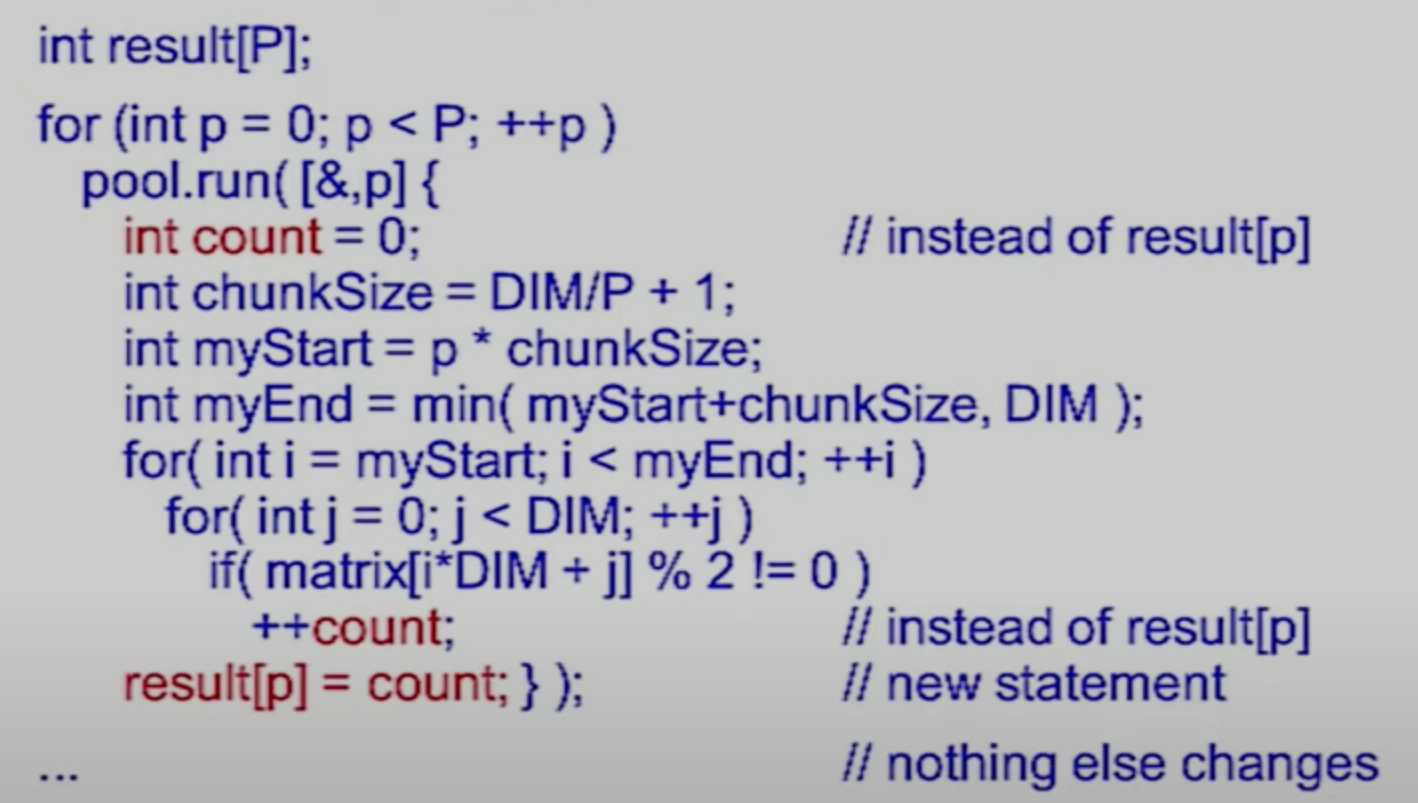 int result[P];
for (int p = 0; p < P; ++p )
pool.run( [&,p] {
int count = 0; // instead of result[p]
int chunkSize = DIM/P + 1;
int myStart = p * chunkSize;
int myEnd = min( myStart+chunkSize, DIM );
for( int i = myStart; i < myEnd; ++i )
for( int j = 0; j < DIM; ++j )
if( matrix[i*DIM + j] % 2 != 0 )
++count; // instead of result[p]
result[p] = count; } ); // new statement
... // nothing else changes